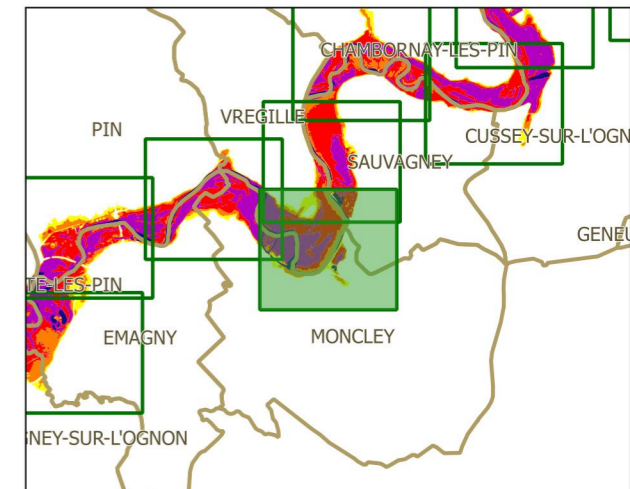 CHAMBORNAY-LES-PIN
VREGILLE
PIN
CUSSEY-SUR-L'OGN
SAUVAGNEY
GENEU
TE-LES-PIN
EMAGNY
MONCLEY
GNEY-SUR-L'OGNON